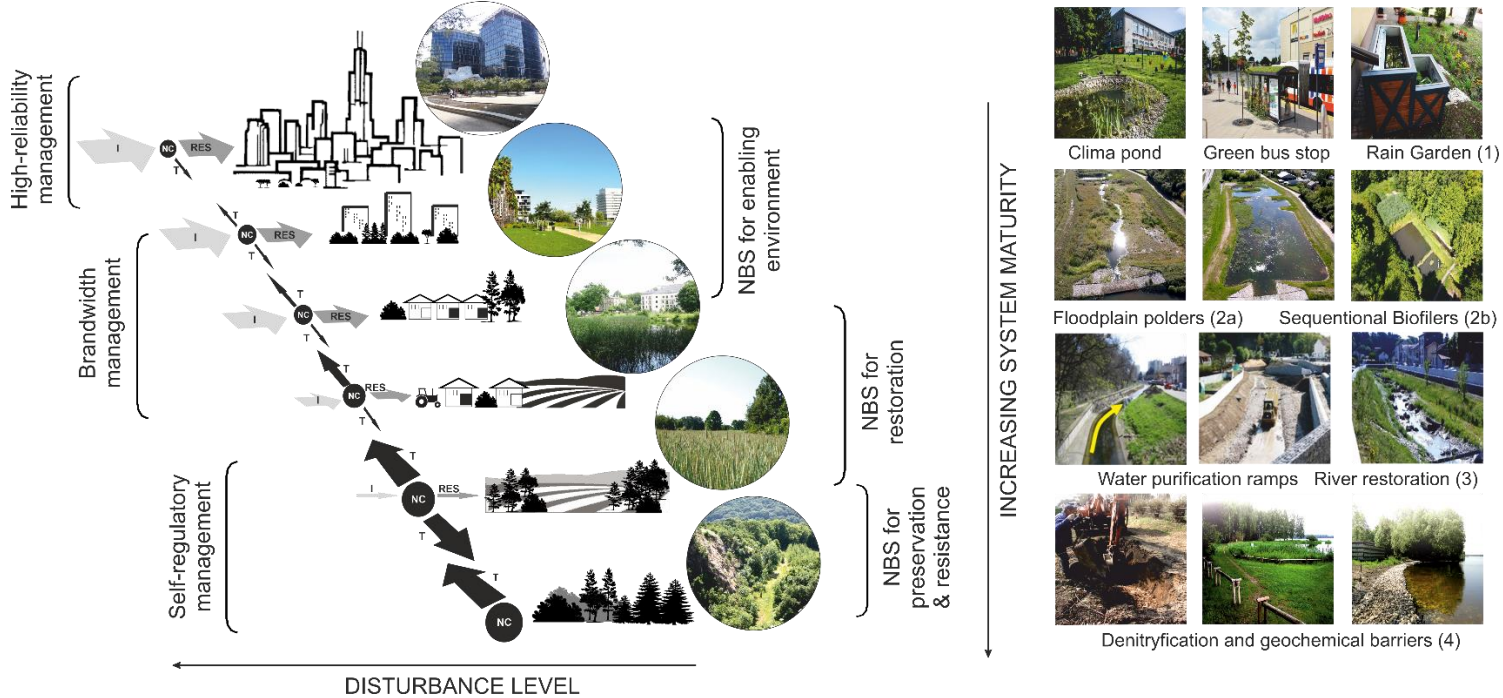 High-reliability
management
Brandwidth
management
Self-regulatory
management
I
NC
RES
T
T
I
NC
RES
T
T
I
NC
RES
T
T
I
NC
RES
T
T
I
NC
RES
T
T
NC
DISTURBANCE LEVEL
NBS for enabling
environment
NBS for
restoration
NBS for
preservation
& resistance
INCREASING SYSTEM MATURITY
Clima pond
Green bus stop
Rain Garden (1)
Floodplain polders (2a)
Sequentional Biofilers (2b)
Water purification ramps
River restoration (3)
Denitryfication and geochemical barriers (4)